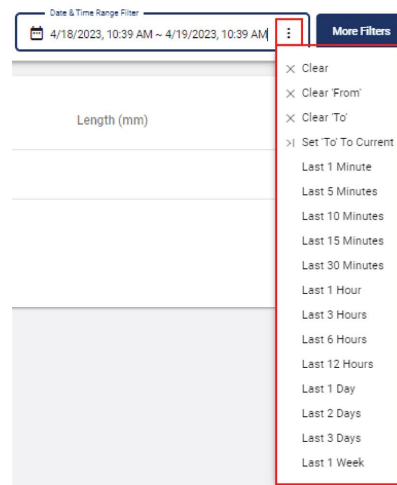 Date & Time Range Filter
4/18/2023, 10:39 AM ~ 4/19/2023, 10:39 AM
More Filters
Clear
Clear 'From'
Length (mm)
Clear 'To'
Set 'To' To Current
Last 1 Minute
Last 5 Minutes
Last 10 Minutes
Last 15 Minutes
Last 30 Minutes
Last 1 Hour
Last 3 Hours
Last 6 Hours
Last 12 Hours
Last 1 Day
Last 2 Days
Last 3 Days
Last 1 Week